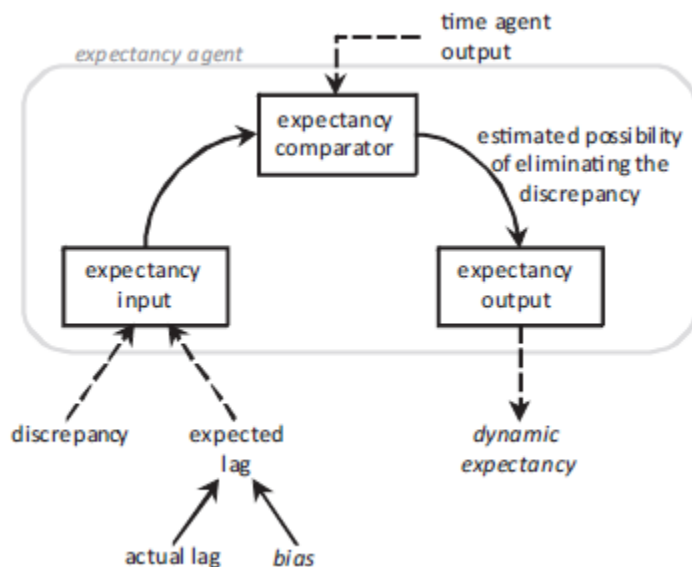 time agent
output
expectancy agent
expectancy
comparator
estimated possibility
of eliminating the
discrepancy
expectancy
input
expectancy
output
discrepancy
expected
lag
dynamic
expectancy
actual lag
bias